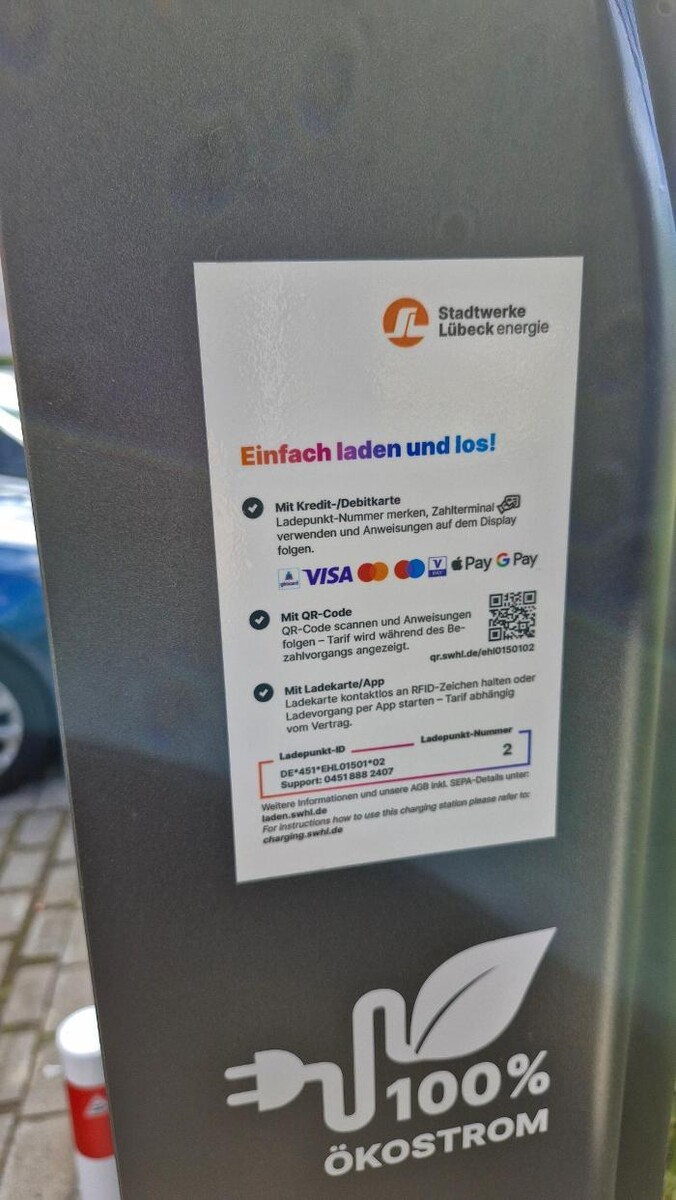 Stadtwerke
Lübeck energie
Einfach laden und los!
Mit Kredit-/Debitkarte
Ladepunkt-Nummer merken, Zahlterminal
verwenden und Anweisungen auf dem Display
folgen.
girocard VISA V PAY Pay G Pay
Mit QR-Code
QR-Code scannen und Anweisungen
folgen – Tarif wird während des Be-
zahlvorgangs angezeigt.
qr.swhl.de/ehl0150102
Mit Ladekarte/App
Ladekarte kontaktlos an RFID-Zeichen halten oder
Ladevorgang per App starten – Tarif abhängig
vom Vertrag.
Ladepunkt-ID Ladepunkt-Nummer
DE*451*EHL01501*02 2
Support: 0451 888 2407
Weitere Informationen und unsere AGB inkl. SEPA-Details unter:
laden.swhl.de
For instructions how to use this charging station please refer to:
charging.swhl.de
100%
ÖKOSTROM